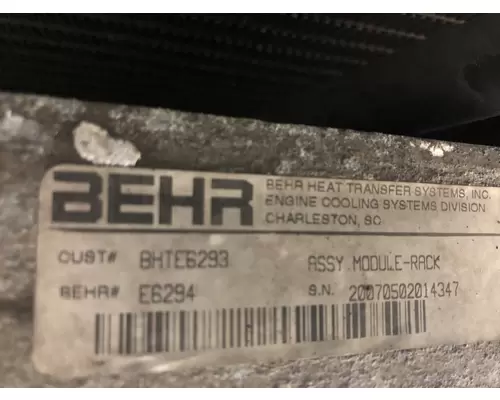 BEHR
BEHR HEAT TRANSFER SYSTEMS, INC.
ENGINE COOLING SYSTEMS DIVISION
CHARLESTON, SC
CUST# BHTE6293 ASSY MODULE-RACK
BEHR# E6294 S.N. 20070502014347